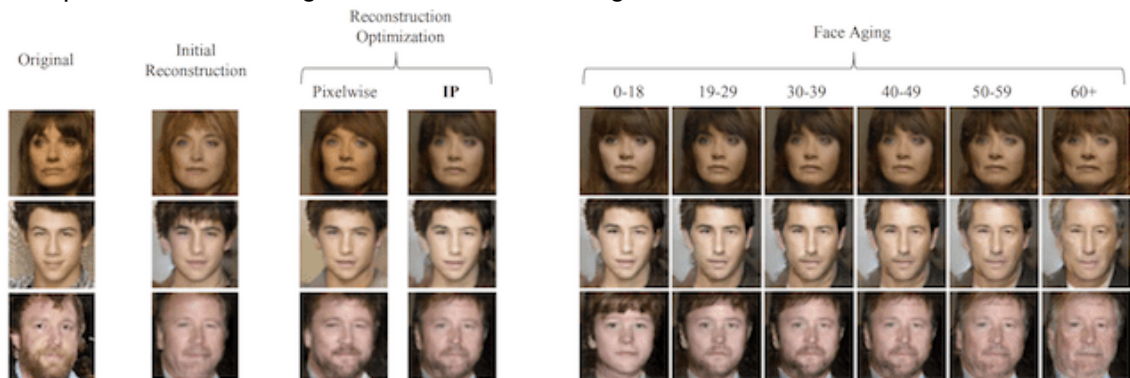 Original
Initial
Reconstruction
Reconstruction
Optimization
Pixelwise
IP
Face Aging
0-18
19-29
30-39
40-49
50-59
60+